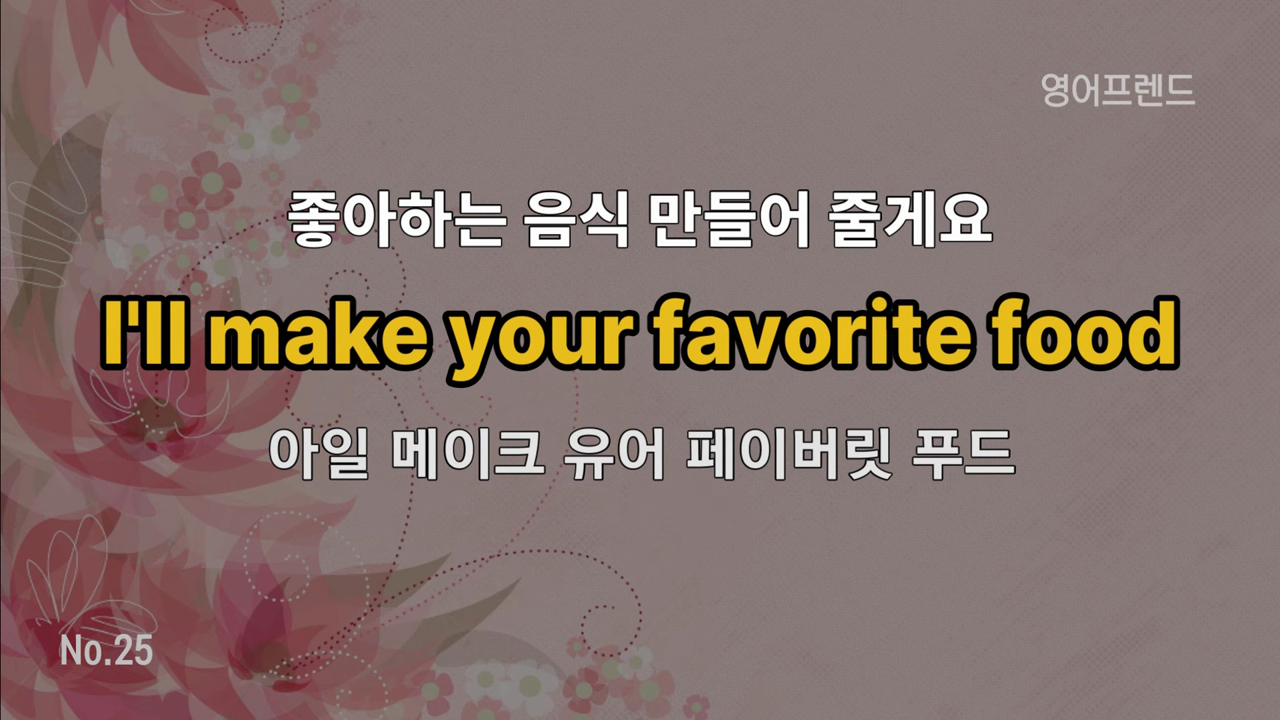 영어프렌드
좋아하는 음식 만들어 줄게요
I'll make your favorite food
아일 메이크 유어 페이버릿 푸드
No.25